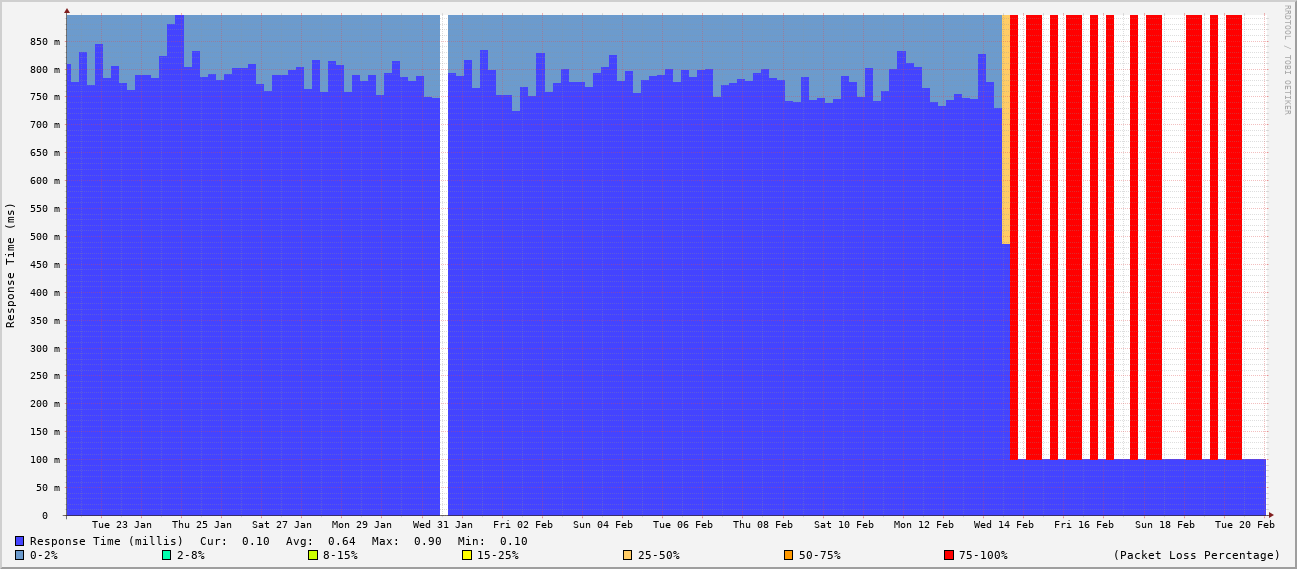 RRDTOOL / TOBI OETIKER
Response Time (ms)
850 m
800 m
750 m
700 m
650 m
600 m
550 m
500 m
450 m
400 m
350 m
300 m
250 m
200 m
150 m
100 m
50 m
0
Tue 23 Jan Thu 25 Jan Sat 27 Jan Mon 29 Jan Wed 31 Jan Fri 02 Feb Sun 04 Feb Tue 06 Feb Thu 08 Feb Sat 10 Feb Mon 12 Feb Wed 14 Feb Fri 16 Feb Sun 18 Feb Tue 20 Feb
Response Time (millis) Cur: 0.10 Avg: 0.64 Max: 0.90 Min: 0.10
0-2% 2-8% 8-15% 15-25% 25-50% 50-75% 75-100% (Packet Loss Percentage)